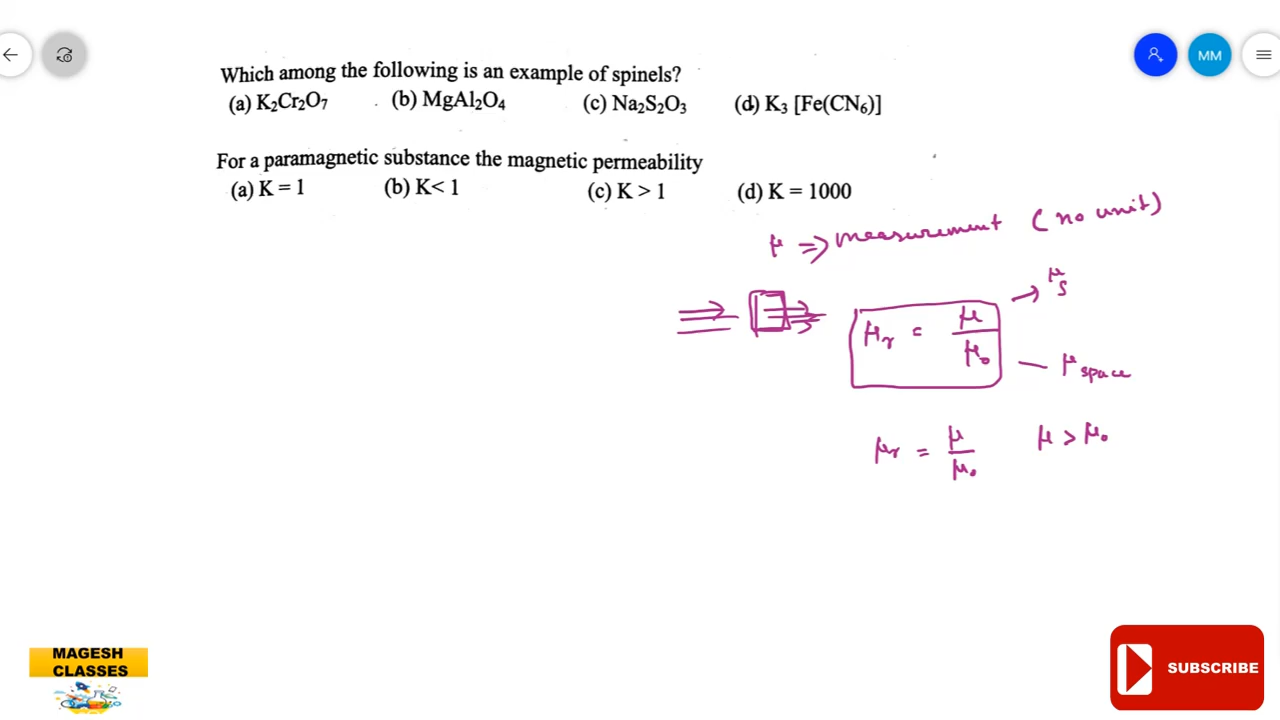 MM
Which among the following is an example of spinels?
(a) K₂Cr₂O₇ (b) MgAl₂O₄ (c) Na₂S₂O₃ (d) K₃ [Fe(CN₆)]
For a paramagnetic substance the magnetic permeability
(a) K = 1 (b) K< 1 (c) K > 1 (d) K = 1000
μ => measurement (no unit)
μᵣ = μ/μ₀
μₛ
μ space
μᵣ = μ/μ₀ μ > μ₀
MAGESH
CLASSES
SUBSCRIBE